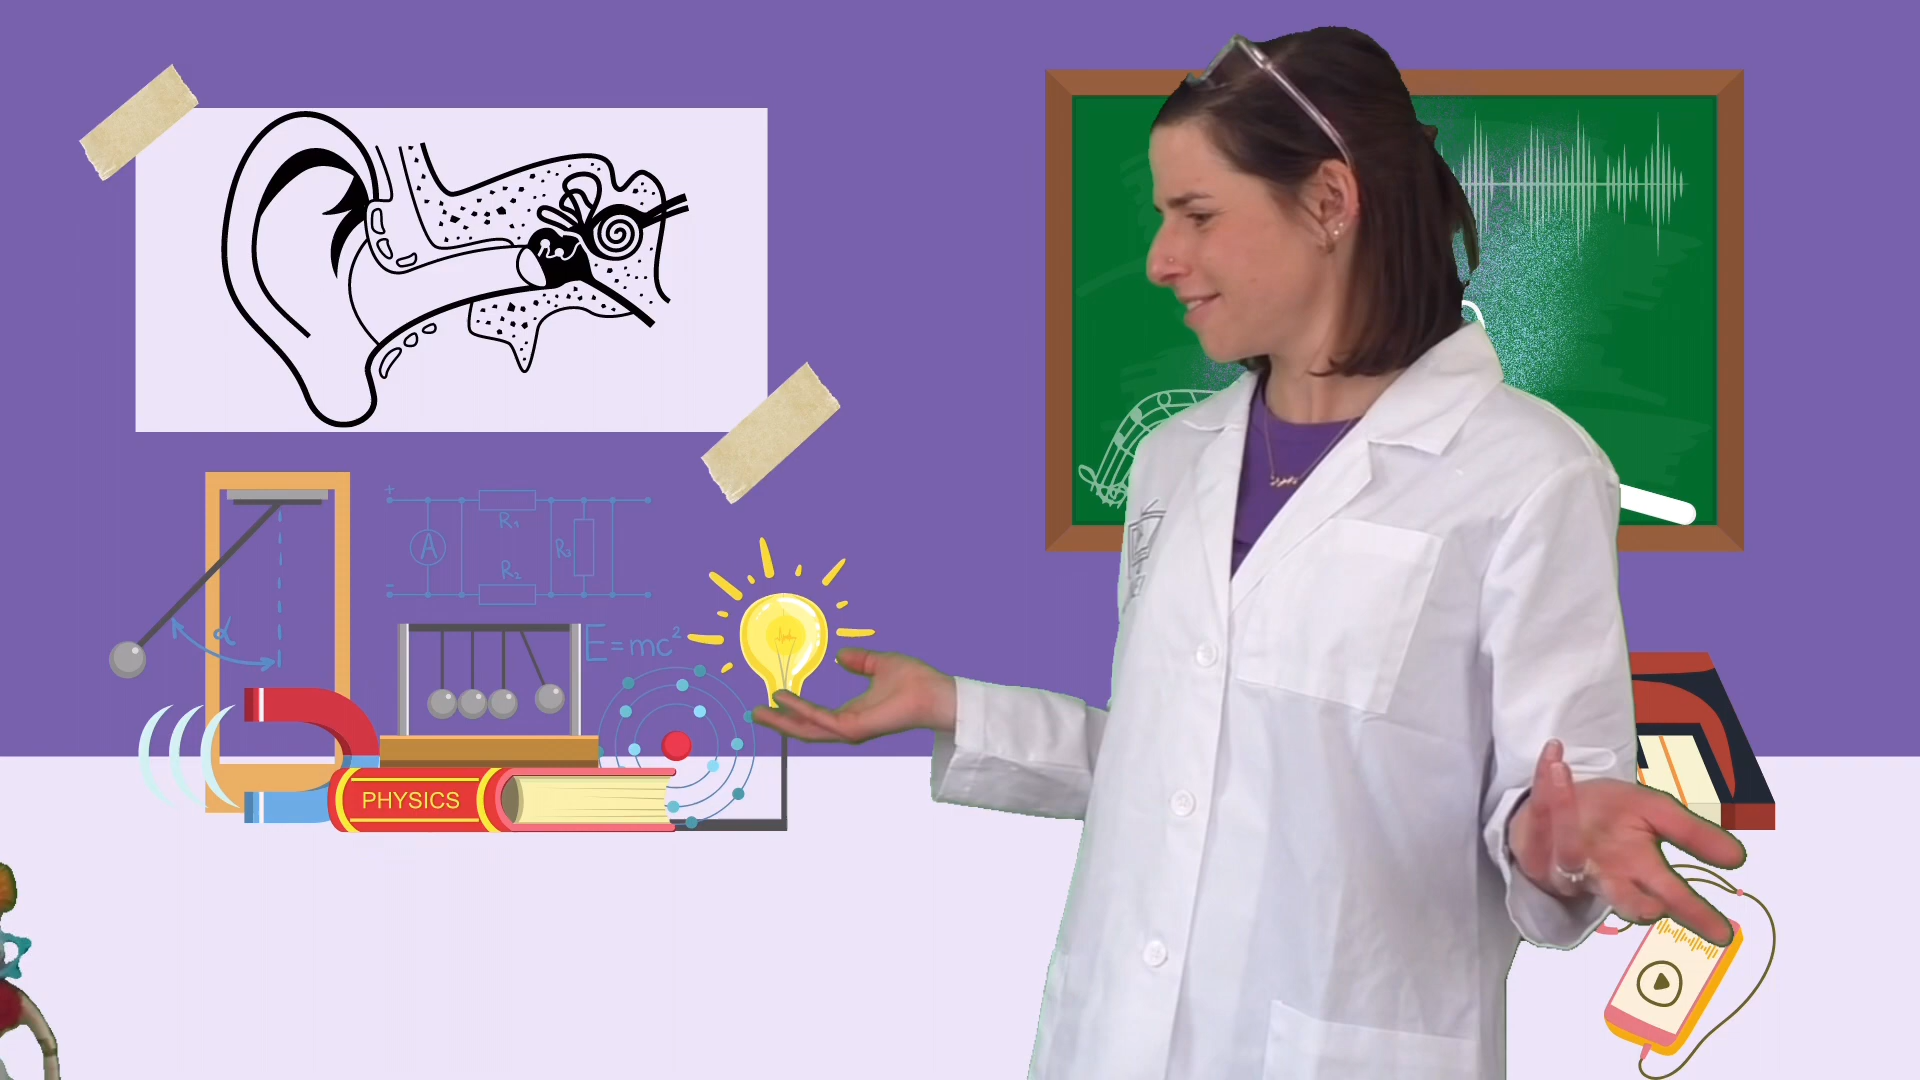 +
R₁
A
R₃
R₂
-
α
E=mc²
PHYSICS